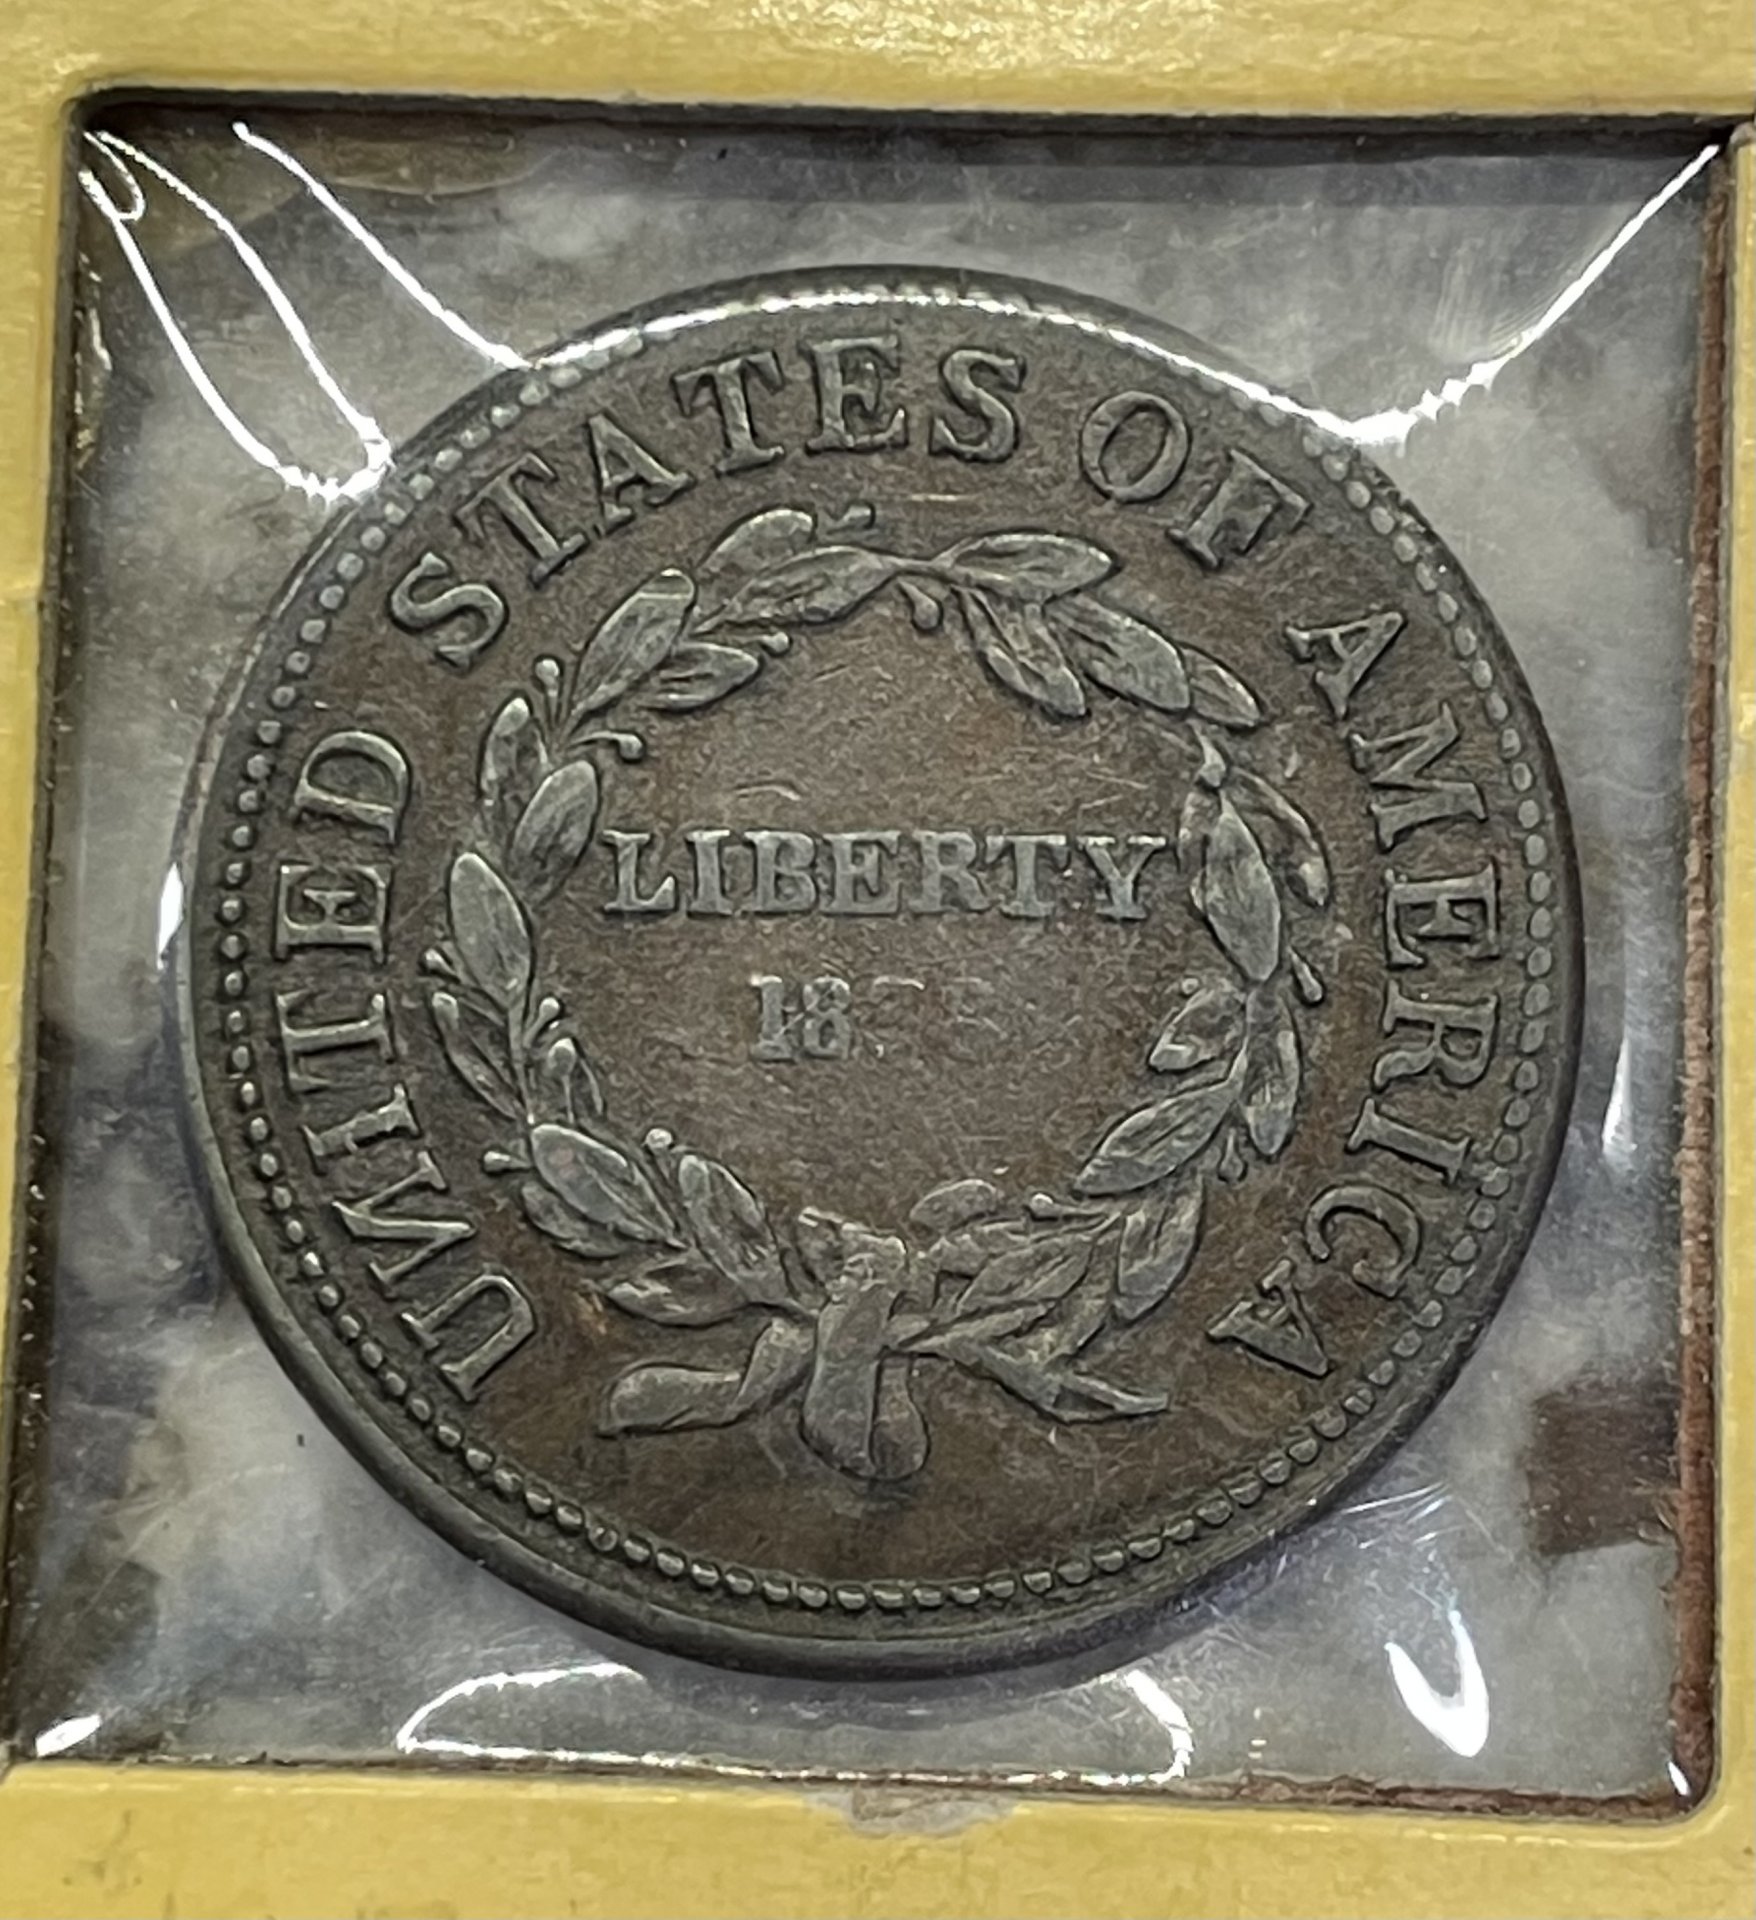 UNITED STATES OF AMERICA
LIBERTY
18